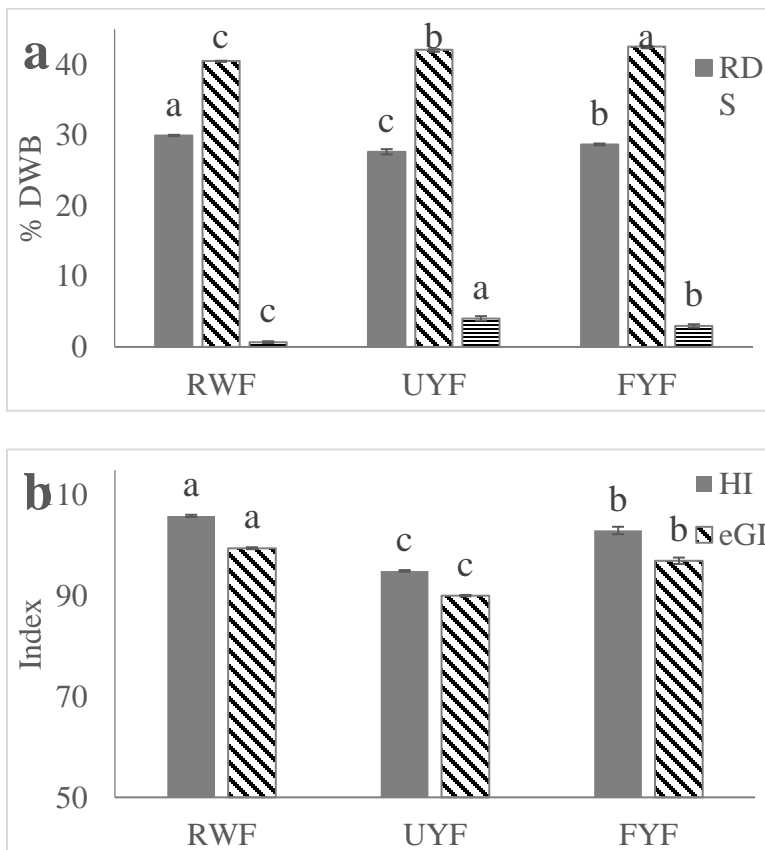 a
% DWB
40
30
20
10
0
c
a
c
b
c
a
a
b
b
RD
S
RWF
UYF
FYF
b
Index
110
90
70
50
a
a
c
c
b
b
HI
eGI
RWF
UYF
FYF